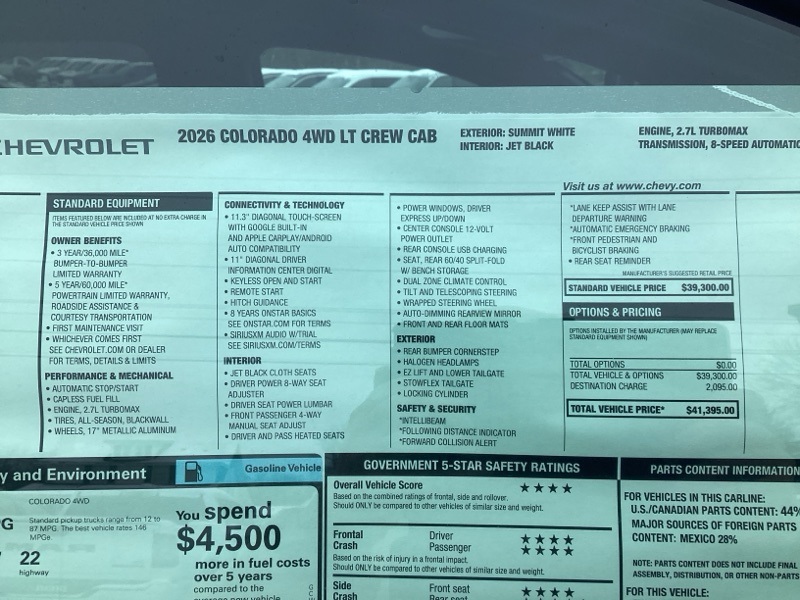 CHEVROLET
2026 COLORADO 4WD LT CREW CAB
EXTERIOR: SUMMIT WHITE
INTERIOR: JET BLACK
ENGINE, 2.7L TURBOMAX
TRANSMISSION, 8-SPEED AUTOMATIC
Visit us at www.chevy.com
STANDARD EQUIPMENT
ITEMS FEATURED BELOW ARE INCLUDED AT NO EXTRA CHARGE IN
THE STANDARD VEHICLE PRICE SHOWN
OWNER BENEFITS
• 3 YEAR/36,000 MILE*
BUMPER-TO-BUMPER
LIMITED WARRANTY
• 5 YEAR/60,000 MILE*
POWERTRAIN LIMITED WARRANTY,
ROADSIDE ASSISTANCE &
COURTESY TRANSPORTATION
• FIRST MAINTENANCE VISIT
• WHICHEVER COMES FIRST
SEE CHEVROLET.COM OR DEALER
FOR TERMS, DETAILS & LIMITS
PERFORMANCE & MECHANICAL
• AUTOMATIC STOP/START
• CAPLESS FUEL FILL
• ENGINE, 2.7L TURBOMAX
• TIRES, ALL-SEASON, BLACKWALL
• WHEELS, 17" METALLIC ALUMINUM
CONNECTIVITY & TECHNOLOGY
• 11.3" DIAGONAL TOUCH-SCREEN
WITH GOOGLE BUILT-IN
AND APPLE CARPLAY/ANDROID
AUTO COMPATIBILITY
• 11" DIAGONAL DRIVER
INFORMATION CENTER DIGITAL
• KEYLESS OPEN AND START
• REMOTE START
• HITCH GUIDANCE
• 8 YEARS ONSTAR BASICS
SEE ONSTAR.COM FOR TERMS
• SIRIUSXM AUDIO W/TRIAL
SEE SIRIUSXM.COM/TERMS
INTERIOR
• JET BLACK CLOTH SEATS
• DRIVER POWER 8-WAY SEAT
ADJUSTER
• DRIVER SEAT POWER LUMBAR
• FRONT PASSENGER 4-WAY
MANUAL SEAT ADJUST
• DRIVER AND PASS HEATED SEATS
• POWER WINDOWS, DRIVER
EXPRESS UP/DOWN
• CENTER CONSOLE 12-VOLT
POWER OUTLET
• REAR CONSOLE USB CHARGING
• SEAT, REAR 60/40 SPLIT-FOLD
W/ BENCH STORAGE
• DUAL ZONE CLIMATE CONTROL
• TILT AND TELESCOPING STEERING
• WRAPPED STEERING WHEEL
• AUTO-DIMMING REARVIEW MIRROR
• FRONT AND REAR FLOOR MATS
EXTERIOR
• REAR BUMPER CORNERSTEP
• HALOGEN HEADLAMPS
• EZ LIFT AND LOWER TAILGATE
• STOWFLEX TAILGATE
• LOCKING CYLINDER
SAFETY & SECURITY
*INTELLIBEAM
*FOLLOWING DISTANCE INDICATOR
*FORWARD COLLISION ALERT
*LANE KEEP ASSIST WITH LANE
DEPARTURE WARNING
*AUTOMATIC EMERGENCY BRAKING
*FRONT PEDESTRIAN AND
BICYCLIST BRAKING
• REAR SEAT REMINDER
MANUFACTURER'S SUGGESTED RETAIL PRICE
STANDARD VEHICLE PRICE $39,300.00
OPTIONS & PRICING
OPTIONS INSTALLED BY THE MANUFACTURER (MAY REPLACE
STANDARD EQUIPMENT SHOWN)
TOTAL OPTIONS $0.00
TOTAL VEHICLE & OPTIONS $39,300.00
DESTINATION CHARGE 2,095.00
TOTAL VEHICLE PRICE* $41,395.00
y and Environment
Gasoline Vehicle
COLORADO 4WD
PG
Standard pickup trucks range from 12 to
87 MPG. The best vehicle rates 146
MPGe.
22
highway
You spend
$4,500
more in fuel costs
over 5 years
compared to the
average new vehicle
GOVERNMENT 5-STAR SAFETY RATINGS
Overall Vehicle Score ★★★★
Based on the combined ratings of frontal, side and rollover.
Should ONLY be compared to other vehicles of similar size and weight.
Frontal Driver ★★★★
Crash Passenger ★★★★
Based on the risk of injury in a frontal impact.
Should ONLY be compared to other vehicles of similar size and weight.
Side Front seat ★★★★
Crash Rear seat
PARTS CONTENT INFORMATION
FOR VEHICLES IN THIS CARLINE:
U.S./CANADIAN PARTS CONTENT: 44%
MAJOR SOURCES OF FOREIGN PARTS
CONTENT: MEXICO 28%
NOTE: PARTS CONTENT DOES NOT INCLUDE FINAL
ASSEMBLY, DISTRIBUTION, OR OTHER NON-PARTS
FOR THIS VEHICLE: